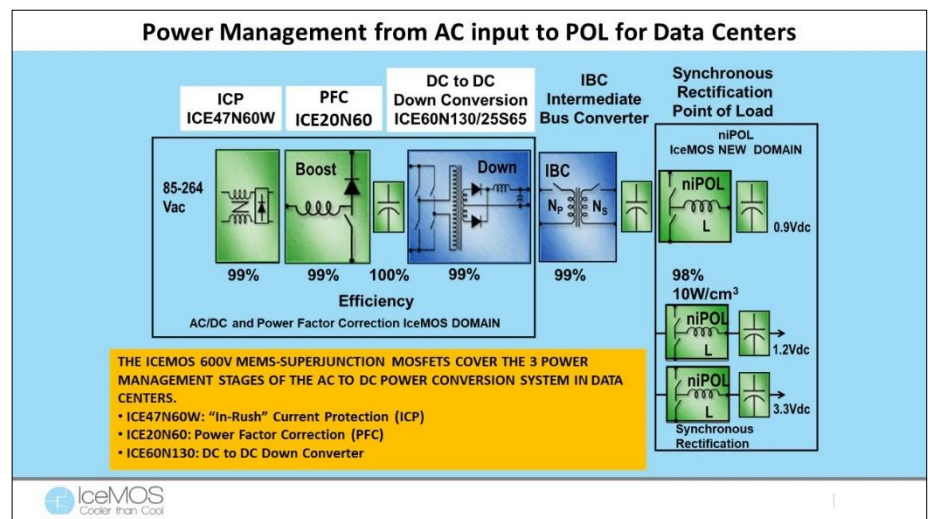 Power Management from AC input to POL for Data Centers
ICP
ICE47N60W
PFC
ICE20N60
DC to DC
Down Conversion
ICE60N130/25S65
IBC
Intermediate
Bus Converter
Synchronous
Rectification
Point of Load
niPOL
IceMOS NEW DOMAIN
85-264
Vac
Boost
Down
IBC
NP
NS
niPOL
L
0.9Vdc
99%
99%
100%
99%
99%
98%
10W/cm³
Efficiency
AC/DC and Power Factor Correction IceMOS DOMAIN
niPOL
L
1.2Vdc
niPOL
L
3.3Vdc
Synchronous
Rectification
THE ICEMOS 600V MEMS-SUPERJUNCTION MOSFETS COVER THE 3 POWER
MANAGEMENT STAGES OF THE AC TO DC POWER CONVERSION SYSTEM IN DATA
CENTERS.
• ICE47N60W: “In-Rush” Current Protection (ICP)
• ICE20N60: Power Factor Correction (PFC)
• ICE60N130: DC to DC Down Converter
IceMOS
Cooler than Cool